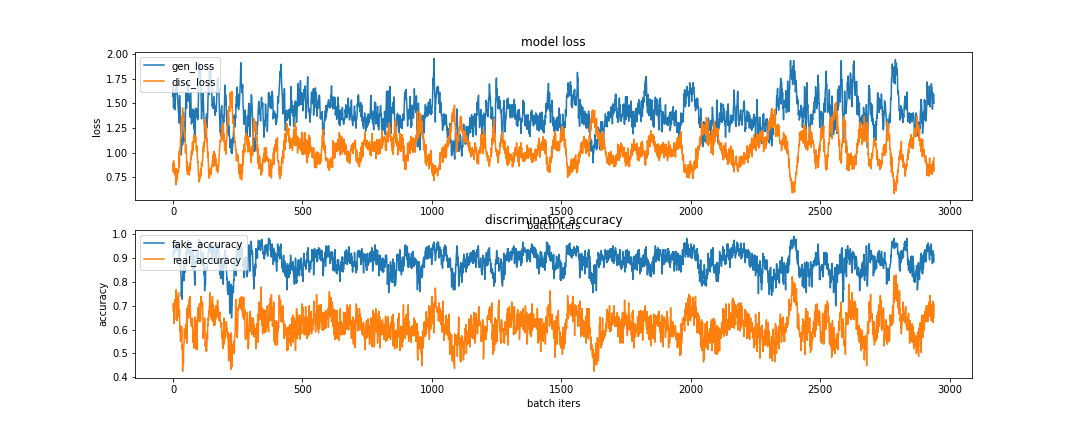 model loss
2.00
1.75
1.50
1.25
1.00
0.75
loss
gen_loss
disc_loss
0 500 1000 1500 2000 2500 3000
batch iters
discriminator accuracy
1.0
0.9
0.8
0.7
0.6
0.5
0.4
accuracy
fake_accuracy
real_accuracy
0 500 1000 1500 2000 2500 3000
batch iters